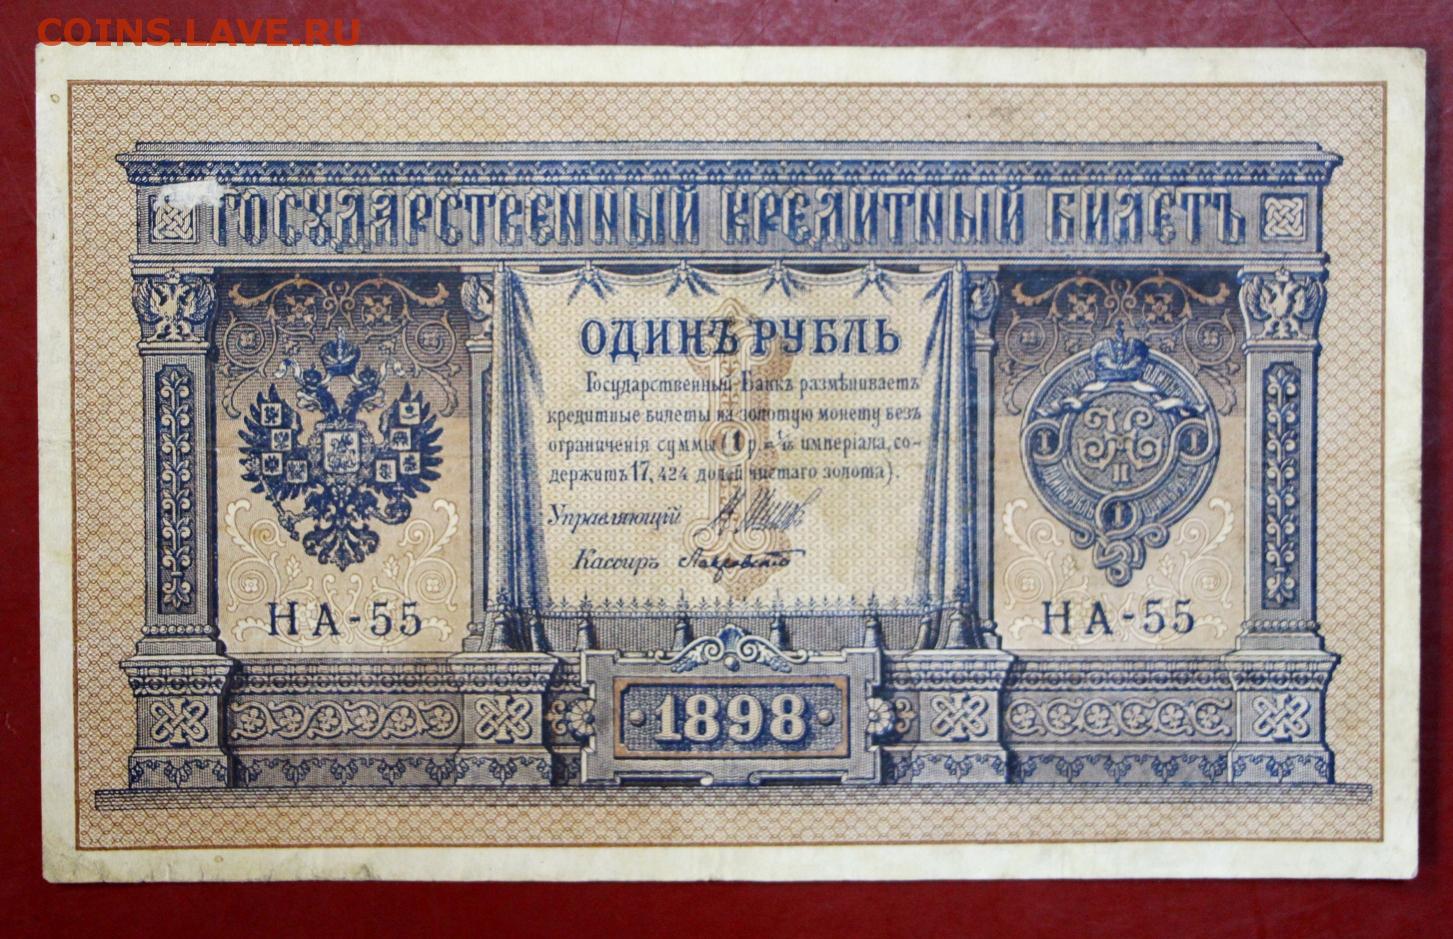 COINS.LAVE.RU
ГОСУДАРСТВЕННЫЙ КРЕДИТНЫЙ БИЛЕТЪ
ОДИНЪ РУБЛЬ
Государственный Банкъ размѣниваетъ
кредитные билеты на золотую монету безъ
ограниченія суммы (1 р. = 1/15 имперіала, со-
держитъ 17,424 долей чистаго золота).
Управляющій
Кассиръ
НА-55 НА-55
1898